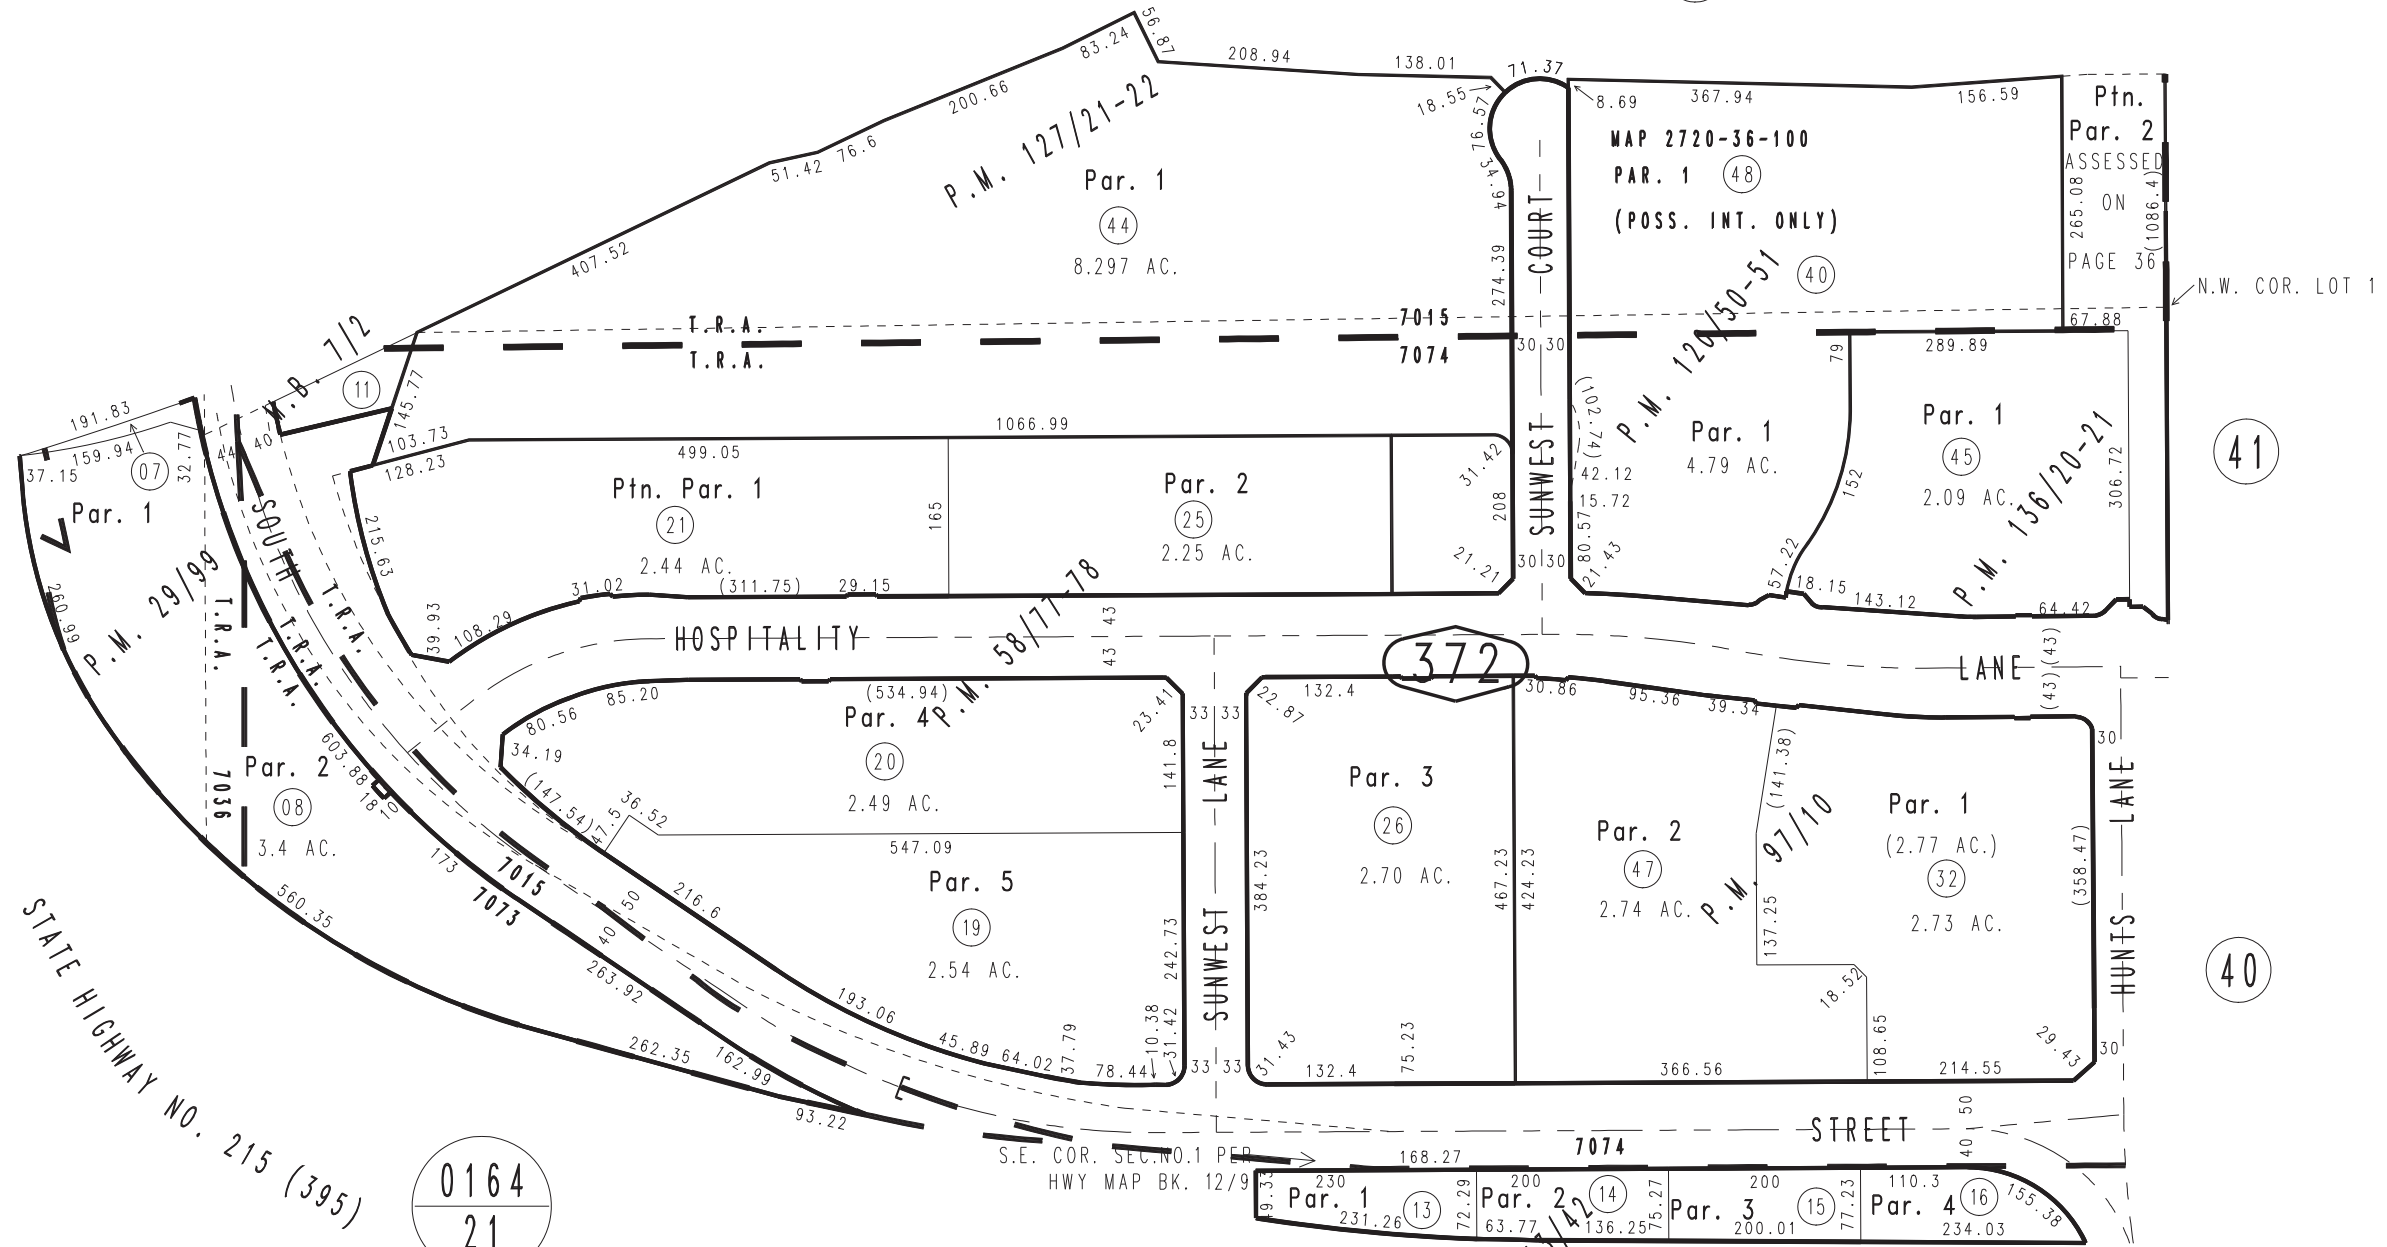 56.87
83.24
208.94
138.01
71.37
200.66
18.55
76.57
8.69
367.94
156.59
Ptn.
Par. 2
ASSESSED
ON
PAGE 36
265.08
(1086.4)
P.M. 127/21-22
MAP 2720-36-100
PAR. 1 48
(POSS. INT. ONLY)
51.42
76.6
Par. 1
44
8.297 AC.
34.94
274.39
COURT
407.52
P.M. 120/50-51
40
N.W. COR. LOT 1
67.88
T.R.A.
7015
T.R.A.
7074
30 30
M.B. 7/2
11
145.77
79
289.89
191.83
159.94
37.15
07
32.77
44
40
103.73
128.23
1066.99
499.05
31.42
(102.74)
Par. 1
4.79 AC.
Par. 1
45
2.09 AC.
306.72
41
Par. 1
P.M. 29/99
260.99
SOUTH
T.R.A.
T.R.A.
T.R.A.
T.R.A.
215.63
Ptn. Par. 1
21
2.44 AC.
165
Par. 2
25
2.25 AC.
208
21.21
SUNWEST
42.12
15.72
80.57
21.43
30 30
152
57.22
18.15
143.12
64.42
P.M. 136/20-21
39.93
108.29
31.02
(311.75)
29.15
43
43
HOSPITALITY
P.M. 58/77-78
372
LANE
(43)
(43)
80.56
85.20
(534.94)
23.41
33 33
22.87
132.4
30.86
95.36
39.34
30
34.19
Par. 4
20
2.49 AC.
141.8
LANE
Par. 3
26
2.70 AC.
(141.38)
Par. 1
(2.77 AC.)
32
2.73 AC.
LANE
7036
Par. 2
08
3.4 AC.
603.88
18
10
173
(147.54)
47.5
36.52
547.09
Par. 5
19
2.54 AC.
216.6
384.23
467.23
424.23
Par. 2
47
2.74 AC.
P.M. 97/10
137.25
(358.47)
HUNTS
7015
7073
50
40
263.92
560.35
STATE HIGHWAY NO. 215 (395)
242.73
SUNWEST
18.52
108.65
29.43
30
40
193.06
45.89
64.02
37.79
78.44
10.38
31.42
33 33
31.43
132.4
75.23
366.56
214.55
262.35
162.99
93.22
E
50
40
STREET
7074
S.E. COR. SEC.NO.1 PER
HWY MAP BK. 12/9
168.27
0164
21
49.33
230
Par. 1
13
231.26
72.29
200
Par. 2
14
63.77
136.25
75.27
200
Par. 3
15
200.01
77.23
110.3
Par. 4
16
155.38
234.03